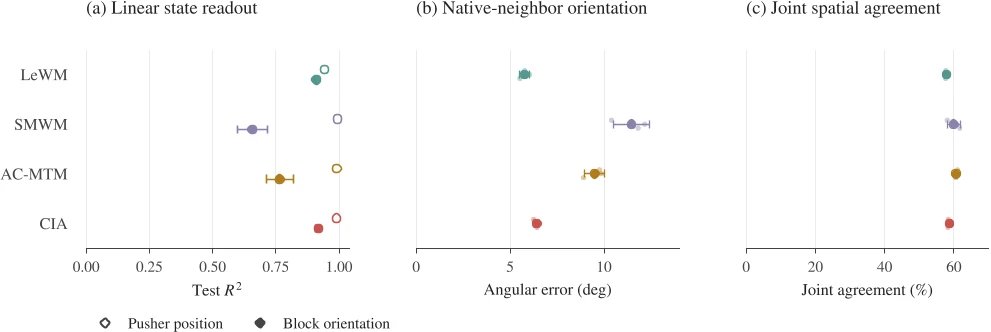 (a) Linear state readout
(b) Native-neighbor orientation
(c) Joint spatial agreement
LeWM
SMWM
AC-MTM
CIA
0.00 0.25 0.50 0.75 1.00
0 5 10
0 20 40 60
Test R²
Angular error (deg)
Joint agreement (%)
Pusher position
Block orientation